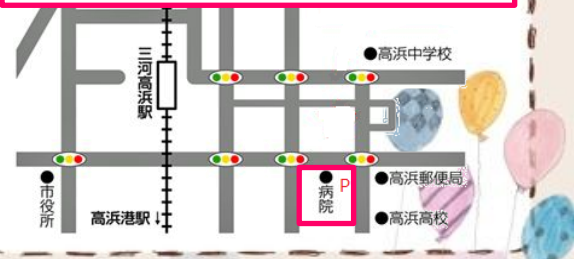 高浜中学校
三河高浜駅
市役所
高浜港駅↓
病院
P
高浜郵便局
高浜高校